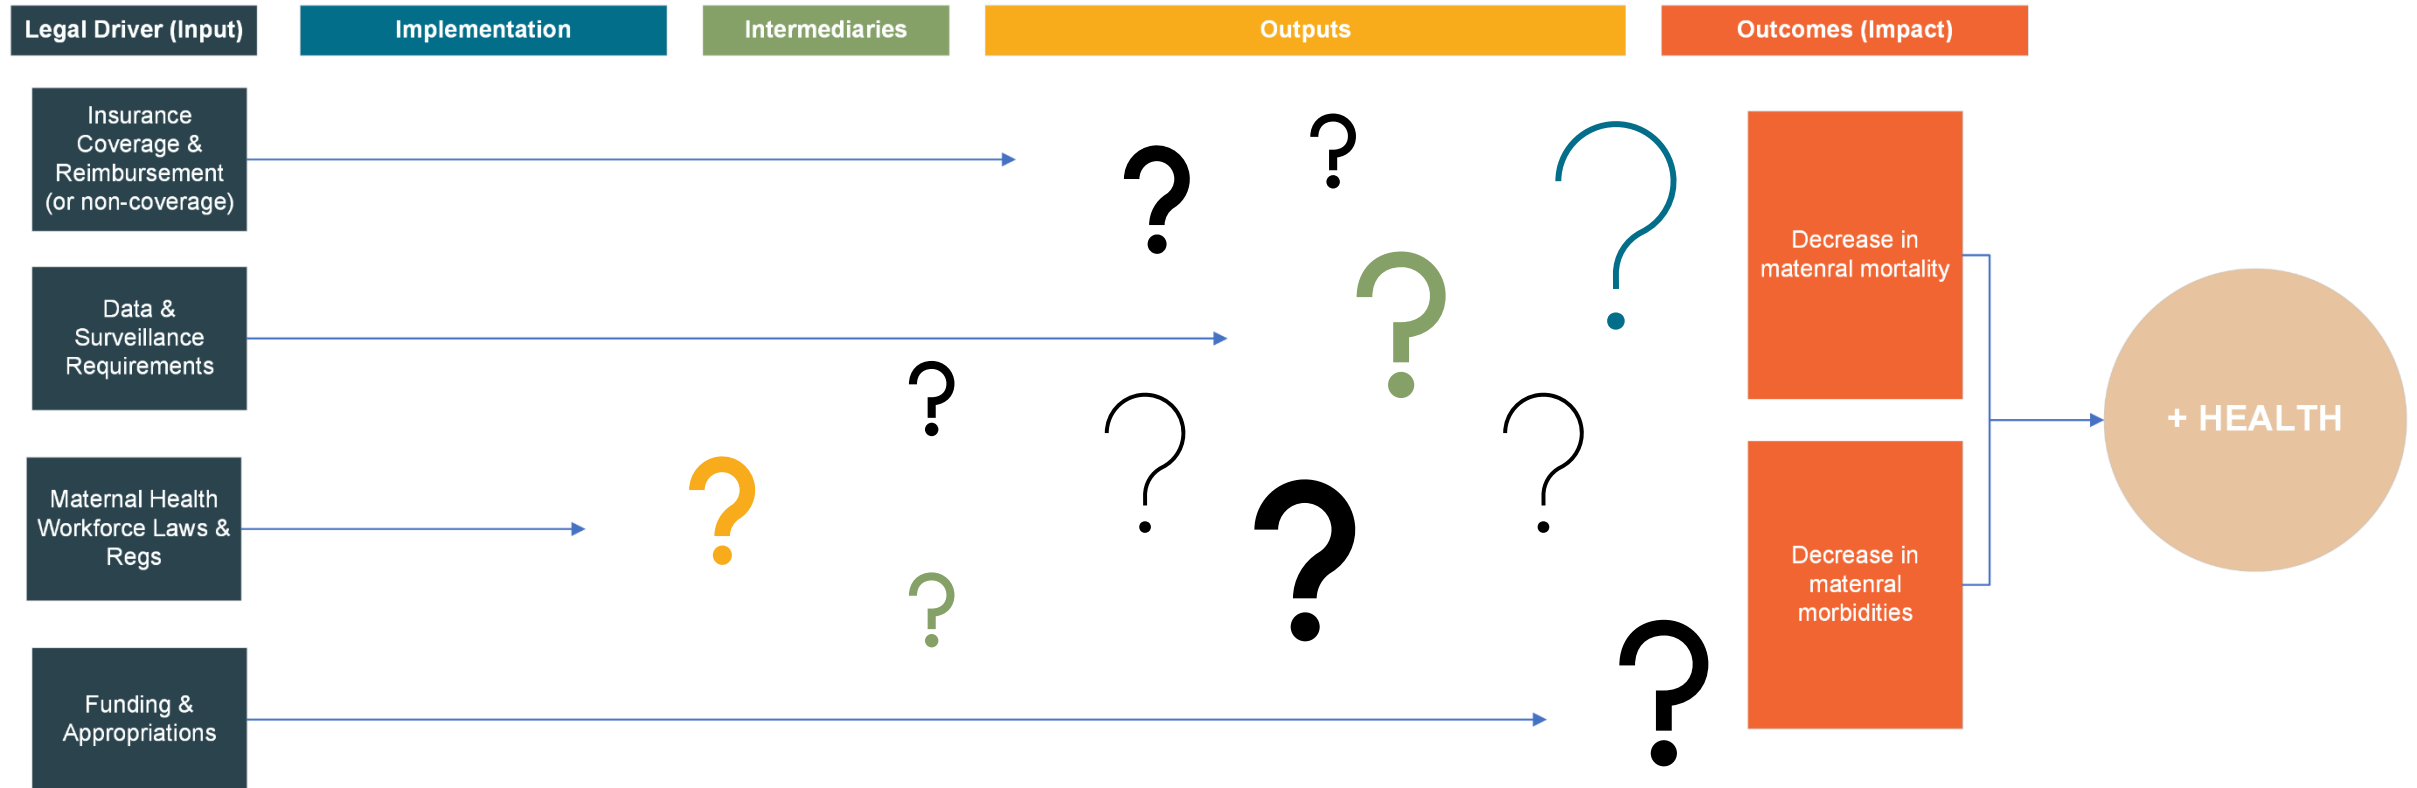 Legal Driver (Input)
Implementation
Intermediaries
Outputs
Outcomes (Impact)
Insurance
Coverage &
Reimbursement
(or non-coverage)
Data &
Surveillance
Requirements
Maternal Health
Workforce Laws &
Regs
Funding &
Appropriations
?
?
?
?
?
?
?
?
?
?
?
Decrease in
matenral mortality
Decrease in
matenral
morbidities
+ HEALTH